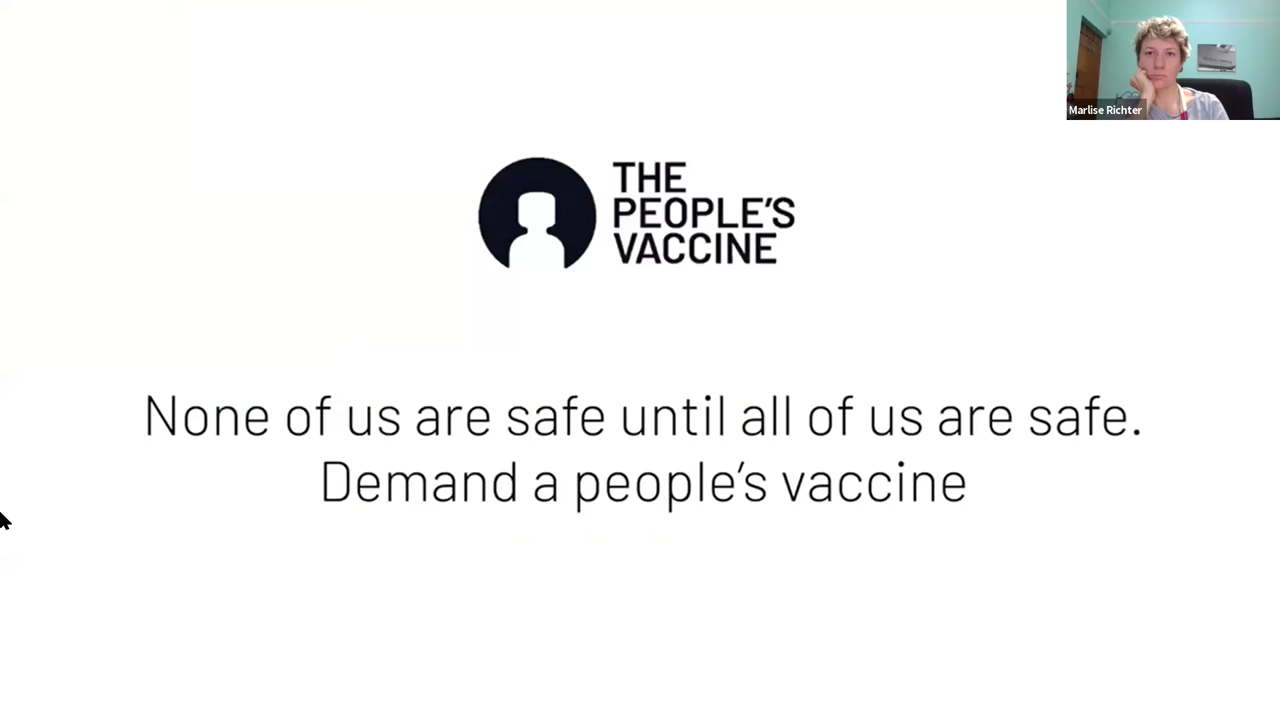 Marlise Richter
THE
PEOPLE'S
VACCINE
None of us are safe until all of us are safe.
Demand a people's vaccine